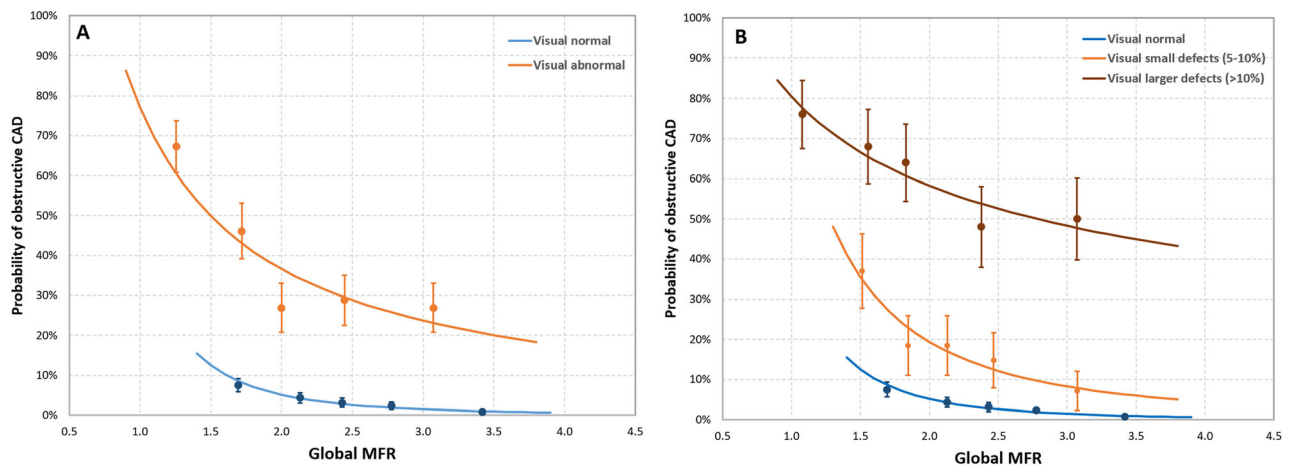 A
Visual normal
Visual abnormal
Probability of obstructive CAD
100%
90%
80%
70%
60%
50%
40%
30%
20%
10%
0%
0.5 1.0 1.5 2.0 2.5 3.0 3.5 4.0 4.5
Global MFR
B
Visual normal
Visual small defects (5-10%)
Visual larger defects (>10%)
Probability of obstructive CAD
100%
90%
80%
70%
60%
50%
40%
30%
20%
10%
0%
0.5 1.0 1.5 2.0 2.5 3.0 3.5 4.0 4.5
Global MFR